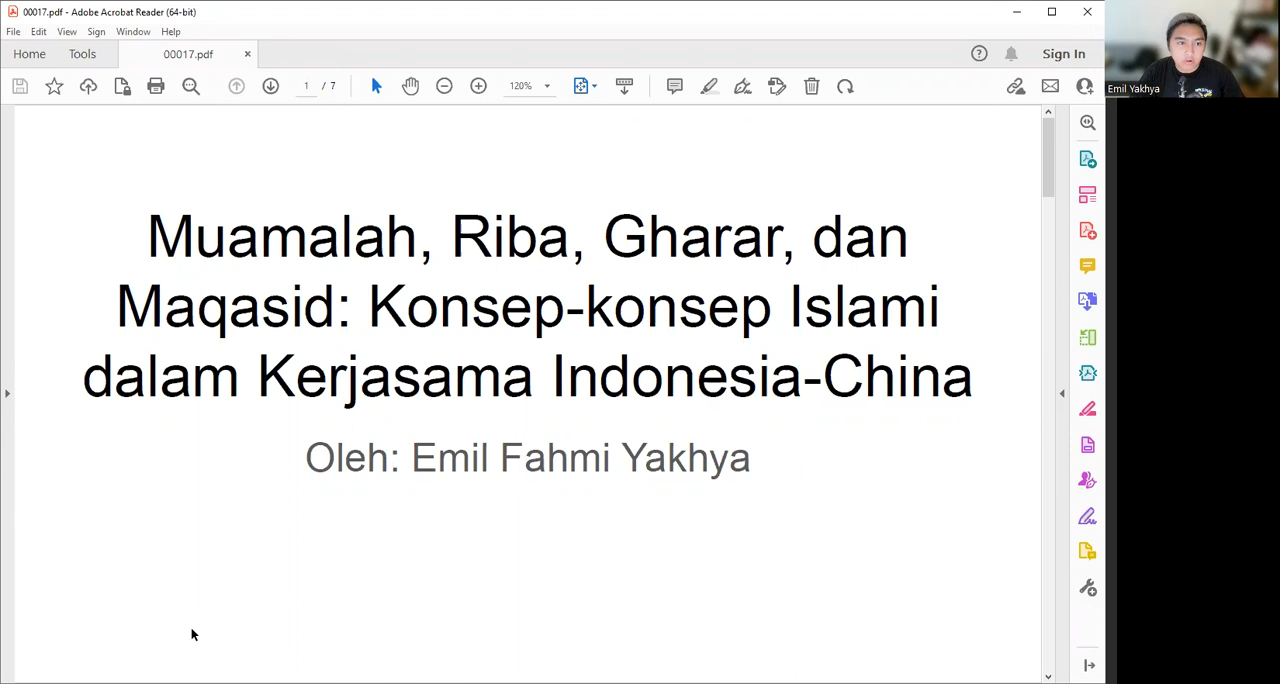 00017.pdf - Adobe Acrobat Reader (64-bit)
File Edit View Sign Window Help
Home Tools 00017.pdf × Sign In
1 / 7 120%
Emil Yakhya
Muamalah, Riba, Gharar, dan
Maqasid: Konsep-konsep Islami
dalam Kerjasama Indonesia-China
Oleh: Emil Fahmi Yakhya